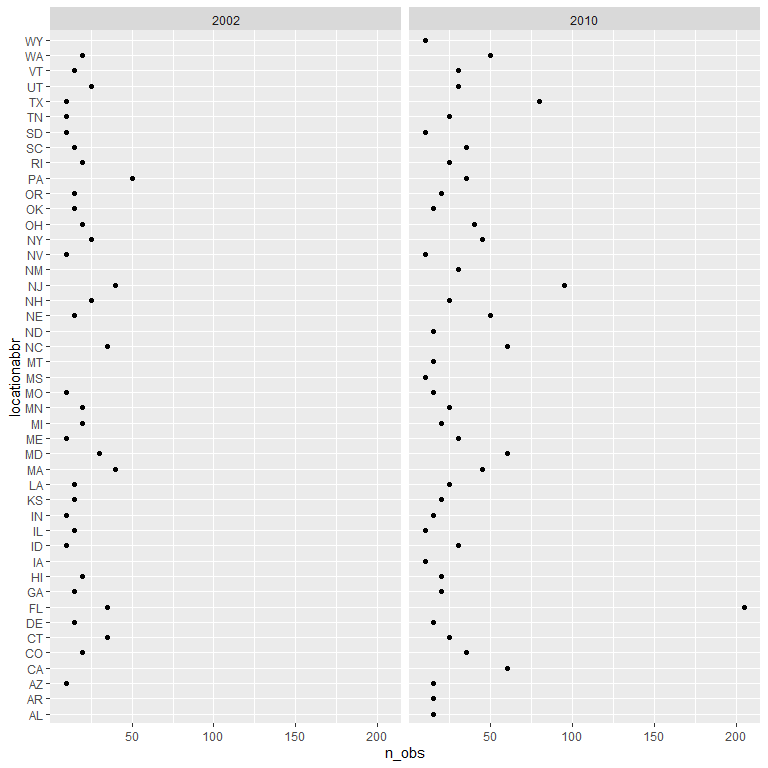 2002 2010
WY
WA
VT
UT
TX
TN
SD
SC
RI
PA
OR
OK
OH
NY
NV
NM
NJ
NH
NE
ND
NC
MT
MS
MO
MN
MI
ME
MD
MA
LA
KS
IN
IL
ID
IA
HI
GA
FL
DE
CT
CO
CA
AZ
AR
AL
locationabbr
50 100 150 200 50 100 150 200
n_obs